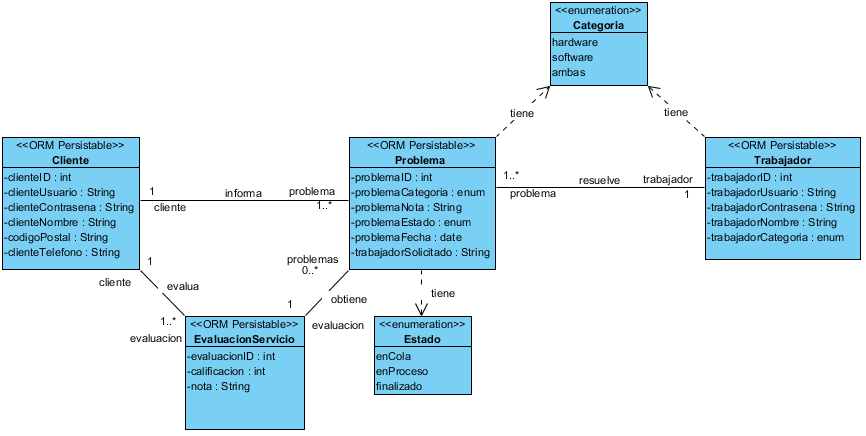 <<enumeration>>
Categoria
hardware
software
ambas
tiene
tiene
<<ORM Persistable>>
Cliente
-clienteID : int
-clienteUsuario : String
-clienteContrasena : String
-clienteNombre : String
-codigoPostal : String
-clienteTelefono : String
1
cliente
informa
problema
1..*
<<ORM Persistable>>
Problema
-problemaID : int
-problemaCategoria : enum
-problemaNota : String
-problemaEstado : enum
-problemaFecha : date
-trabajadorSolicitado : String
1..*
problema
resuelve
trabajador
1
<<ORM Persistable>>
Trabajador
-trabajadorID : int
-trabajadorUsuario : String
-trabajadorContrasena : String
-trabajadorNombre : String
-trabajadorCategoria : enum
1
cliente
evalua
1..*
evaluacion
problemas
0..*
obtiene
1
evaluacion
tiene
<<ORM Persistable>>
EvaluacionServicio
-evaluacionID : int
-calificacion : int
-nota : String
<<enumeration>>
Estado
enCola
enProceso
finalizado